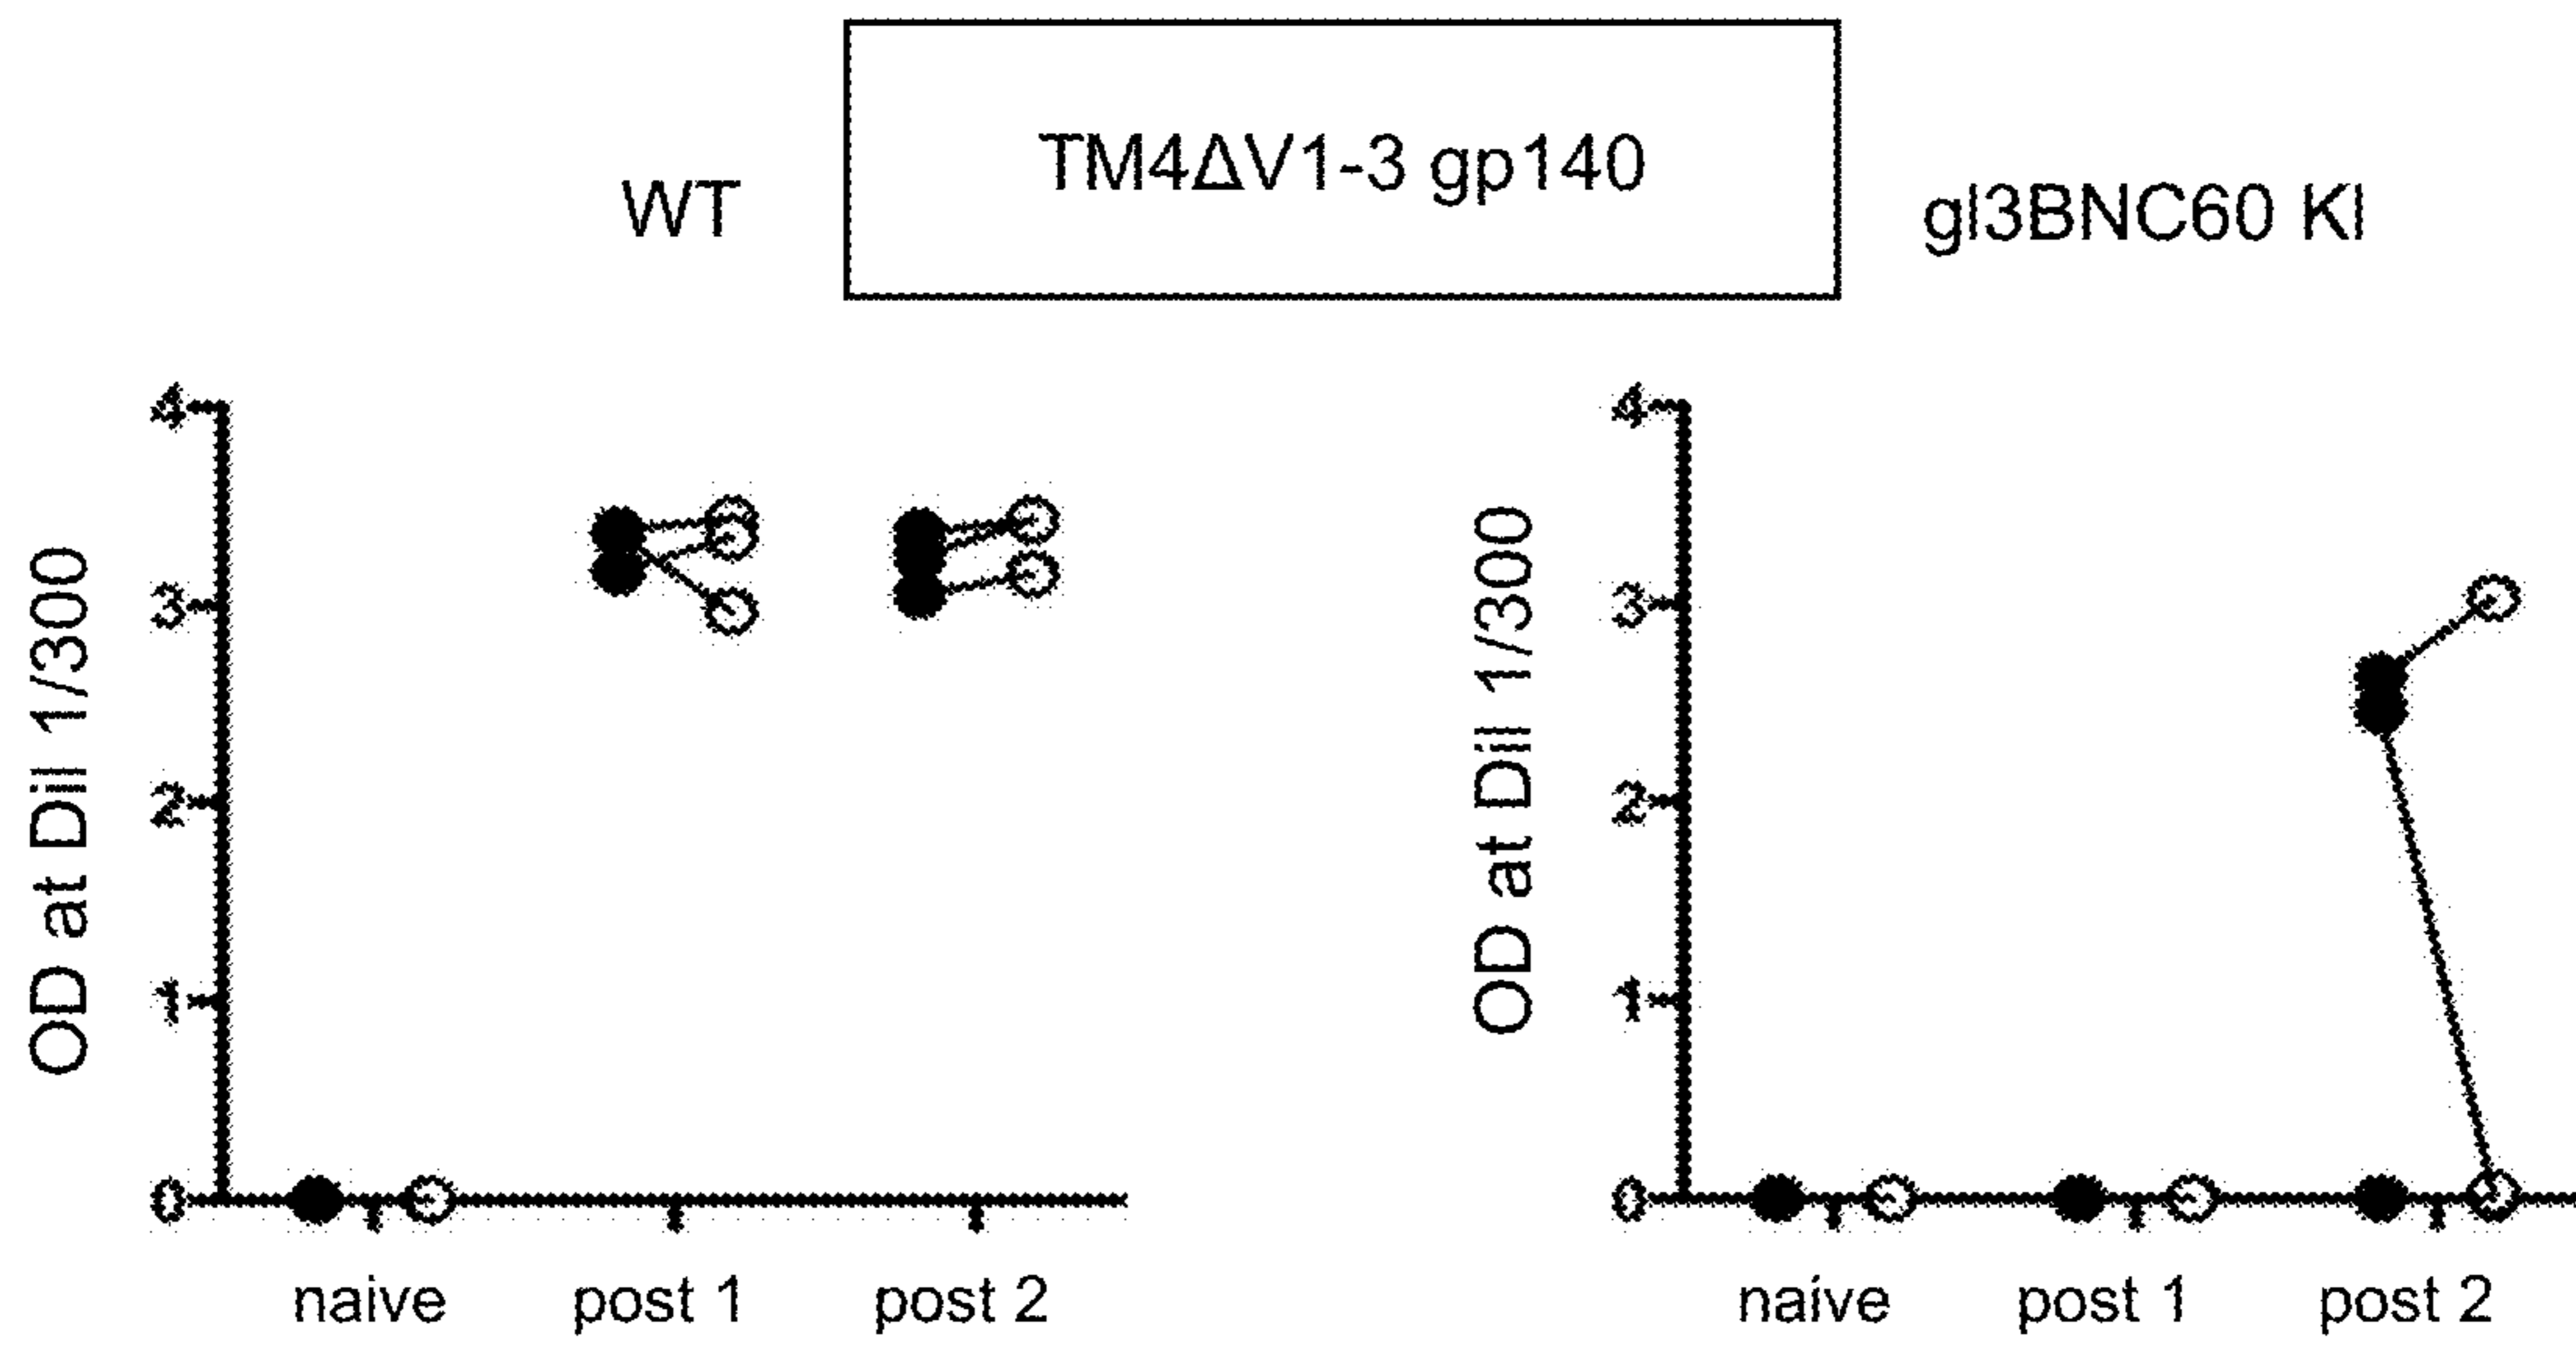 TM4ΔV1-3 gp140
WT
gl3BNC60 KI
OD at Dil 1/300
4
3
2
1
0
naive post 1 post 2
OD at Dil 1/300
4
3
2
1
0
naive post 1 post 2